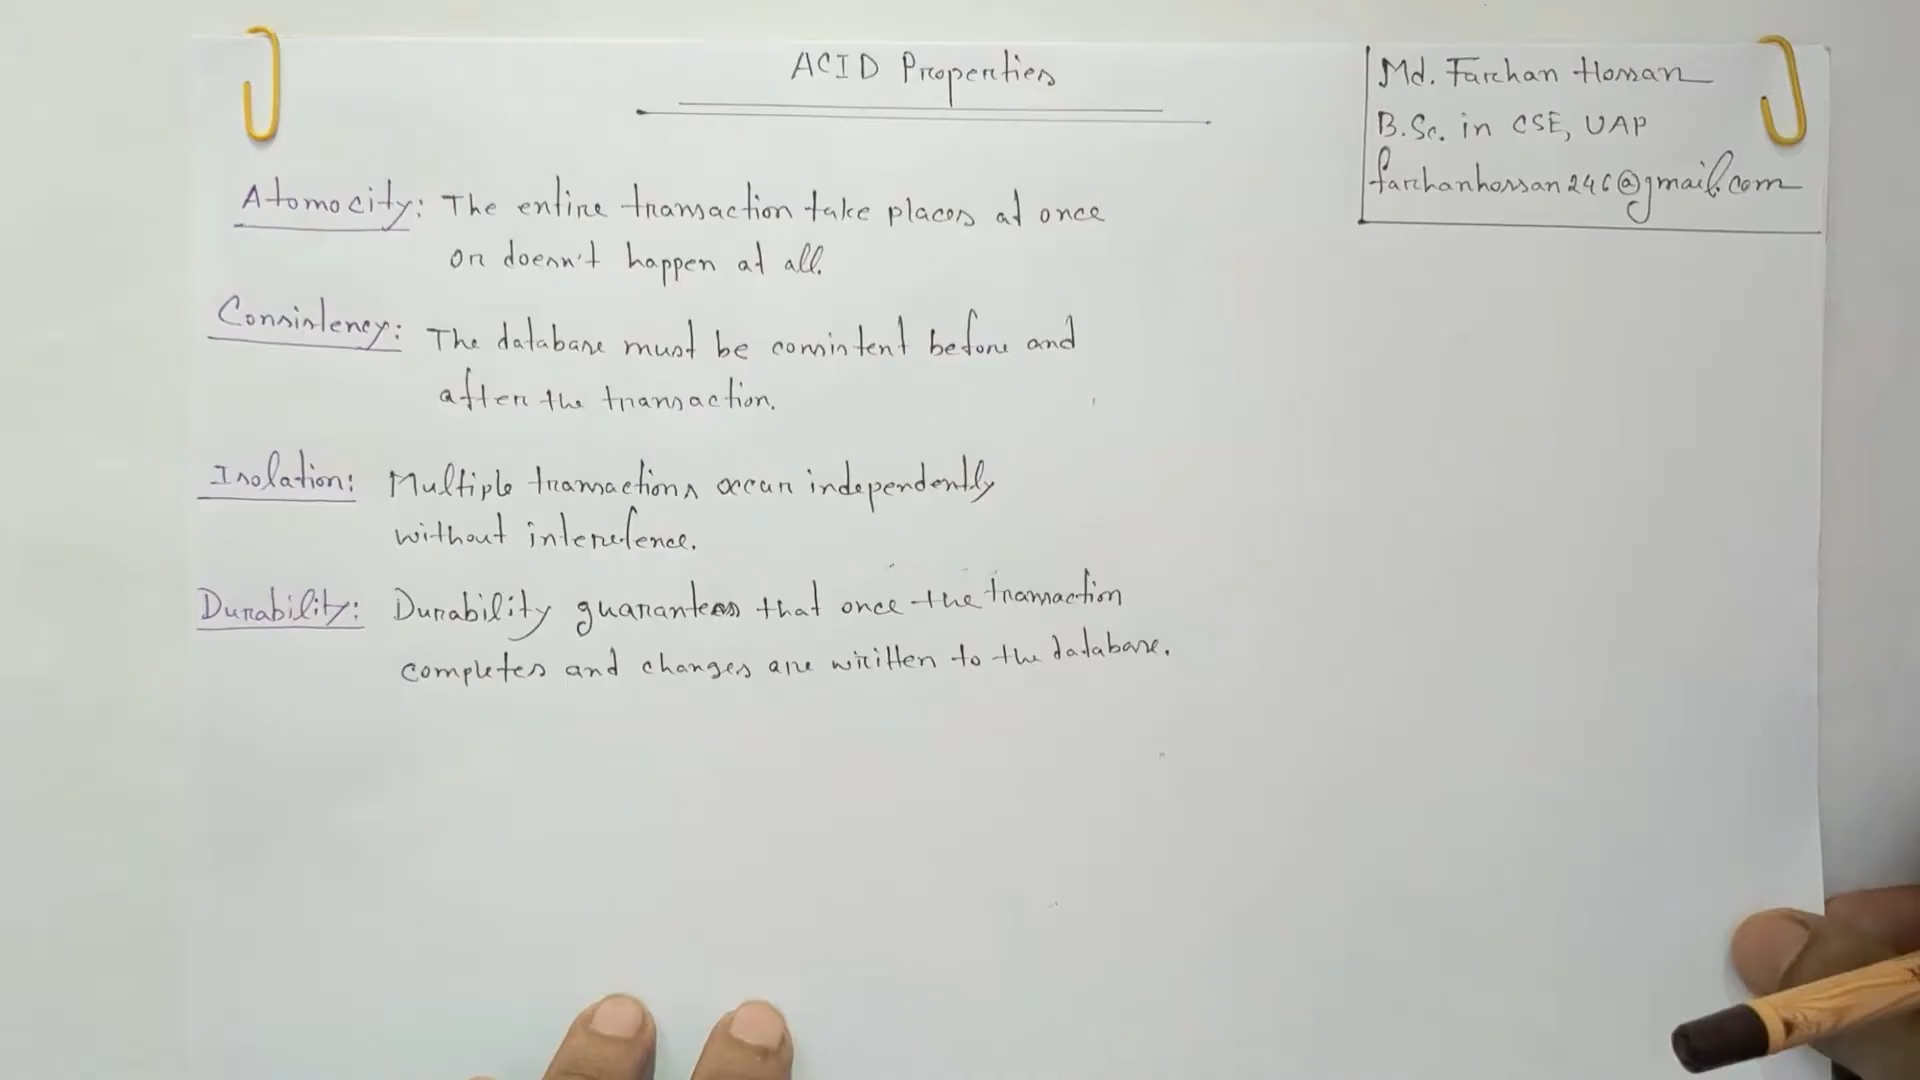 ACID Properties
Md. Farhan Hossan
B.Sc. in CSE, UAP
farhanhossan246@gmail.com
Atomocity: The entire transaction take places at once
or doesn't happen at all.
Consistency: The database must be consistent before and
after the transaction.
Isolation: Multiple transactions occur independently
without interefence.
Durability: Durability guarantees that once the transaction
completes and changes are written to the database.